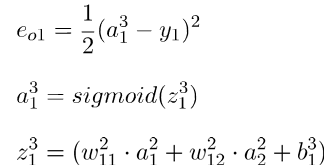 e_{o1} = \frac{1}{2}(a_1^3 - y_1)^2
a_1^3 = sigmoid(z_1^3)
z_1^3 = (w_{11}^2 \cdot a_1^2 + w_{12}^2 \cdot a_2^2 + b_1^3)